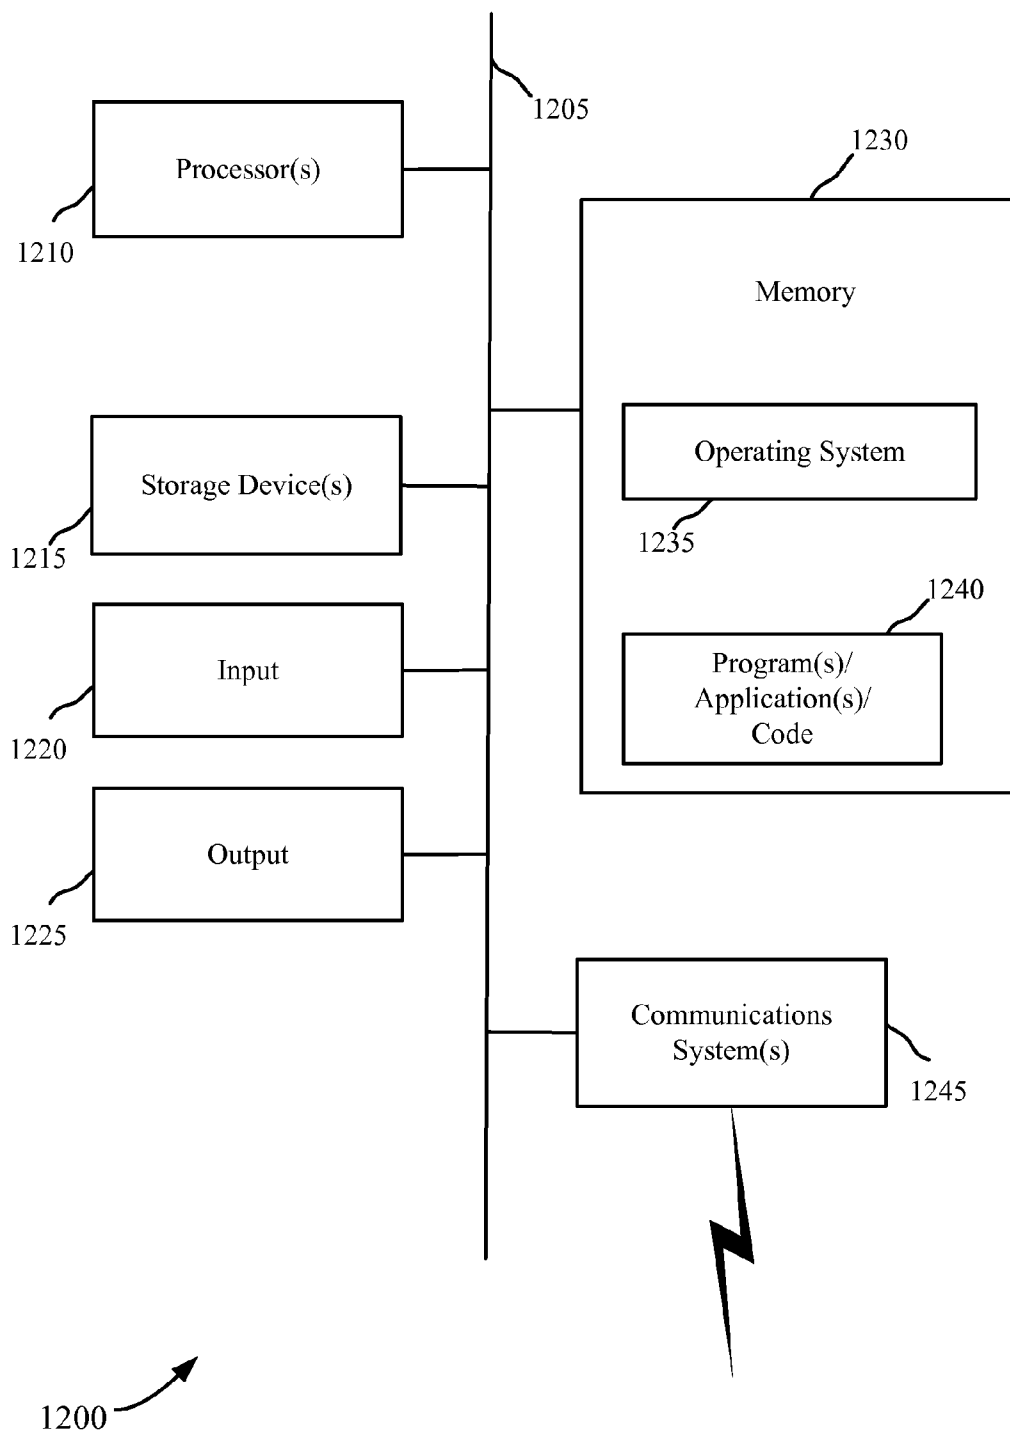 1205
Processor(s)
1210
1230
Memory
Operating System
1235
Storage Device(s)
1215
1240
Program(s)/
Application(s)/
Code
Input
1220
Output
1225
Communications
System(s)
1245
1200